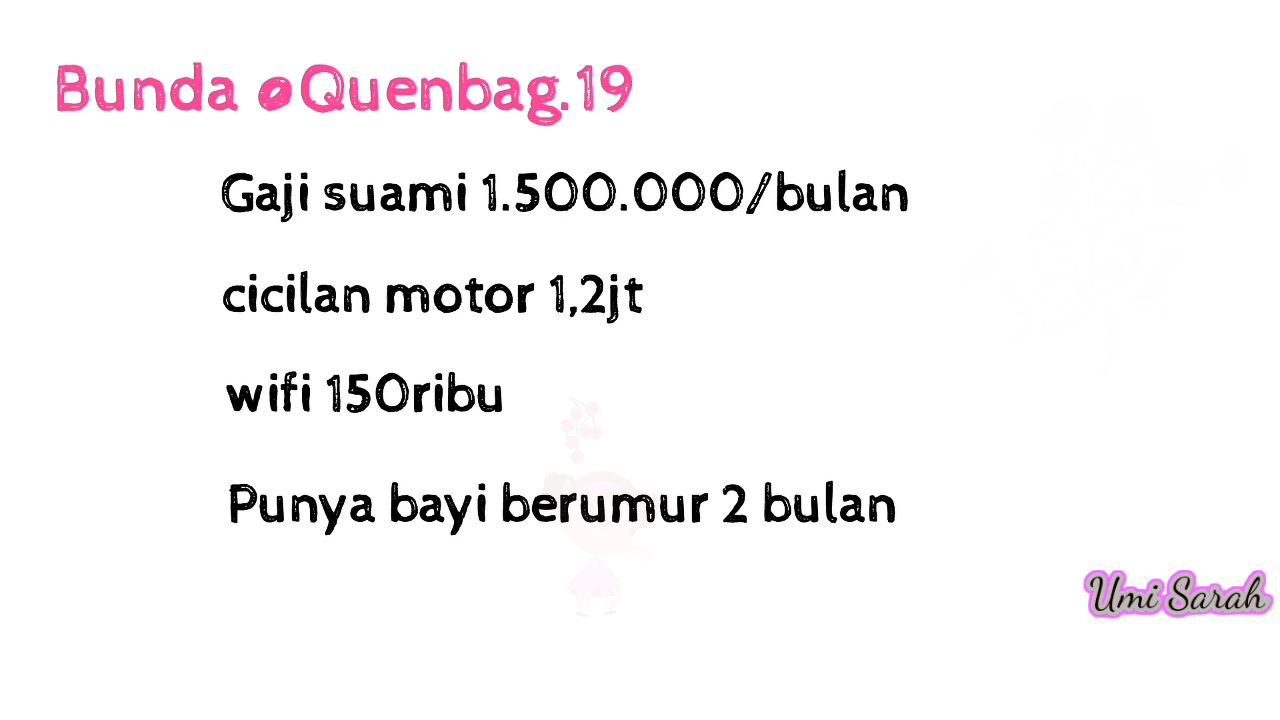 Bunda @Quenbag.19
Gaji suami 1.500.000/bulan
cicilan motor 1,2jt
wifi 150ribu
Punya bayi berumur 2 bulan
Umi Sarah